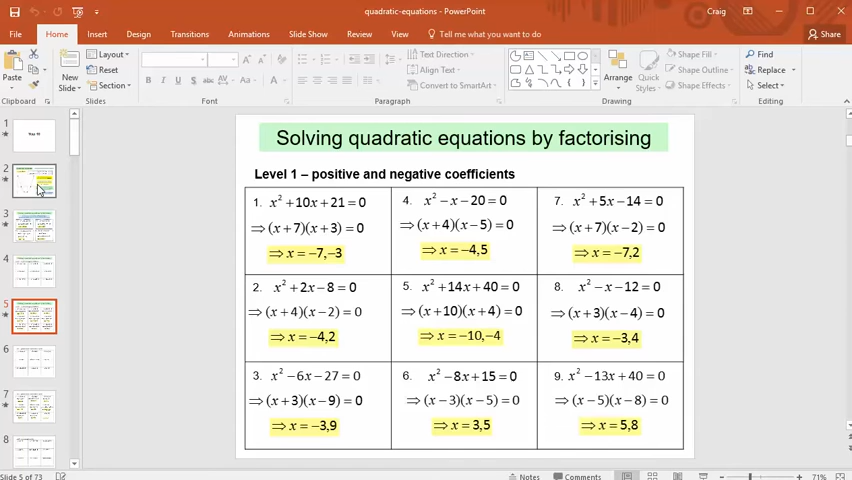 quadratic-equations - PowerPoint
Craig
File Home Insert Design Transitions Animations Slide Show Review View Tell me what you want to do... Share
Paste
New Slide
Layout
Reset
Section
Text Direction
Align Text
Convert to SmartArt
Arrange
Quick Styles
Shape Fill
Shape Outline
Shape Effects
Find
Replace
Select
Clipboard Slides Font Paragraph Drawing Editing
1
2
3
4
5
6
7
8
Solving quadratic equations by factorising
Level 1 – positive and negative coefficients
1. x² +10x+21=0
⇒ (x+7)(x+3)=0
⇒ x=−7,−3
4. x² −x−20=0
⇒ (x+4)(x−5)=0
⇒ x=−4,5
7. x² +5x−14=0
⇒ (x+7)(x−2)=0
⇒ x=−7,2
2. x² +2x−8=0
⇒ (x+4)(x−2)=0
⇒ x=−4,2
5. x² +14x+40=0
⇒ (x+10)(x+4)=0
⇒ x=−10,−4
8. x² −x−12=0
⇒ (x+3)(x−4)=0
⇒ x=−3,4
3. x² −6x−27=0
⇒ (x+3)(x−9)=0
⇒ x=−3,9
6. x² −8x+15=0
⇒ (x−3)(x−5)=0
⇒ x=3,5
9. x² −13x+40=0
⇒ (x−5)(x−8)=0
⇒ x=5,8
Slide 5 of 73
Notes
Comments
71%